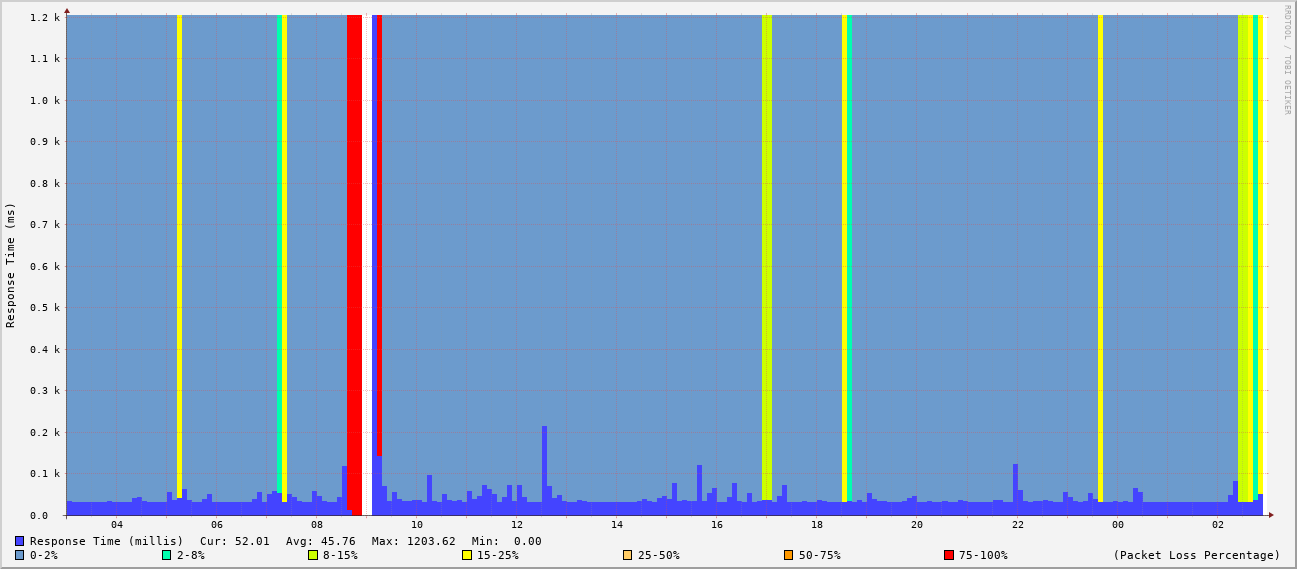 1.2 k
1.1 k
1.0 k
0.9 k
0.8 k
0.7 k
0.6 k
0.5 k
0.4 k
0.3 k
0.2 k
0.1 k
0.0
Response Time (ms)
RRDTOOL / TOBI OETIKER
04 06 08 10 12 14 16 18 20 22 00 02
Response Time (millis) Cur: 52.01 Avg: 45.76 Max: 1203.62 Min: 0.00
0-2% 2-8% 8-15% 15-25% 25-50% 50-75% 75-100% (Packet Loss Percentage)